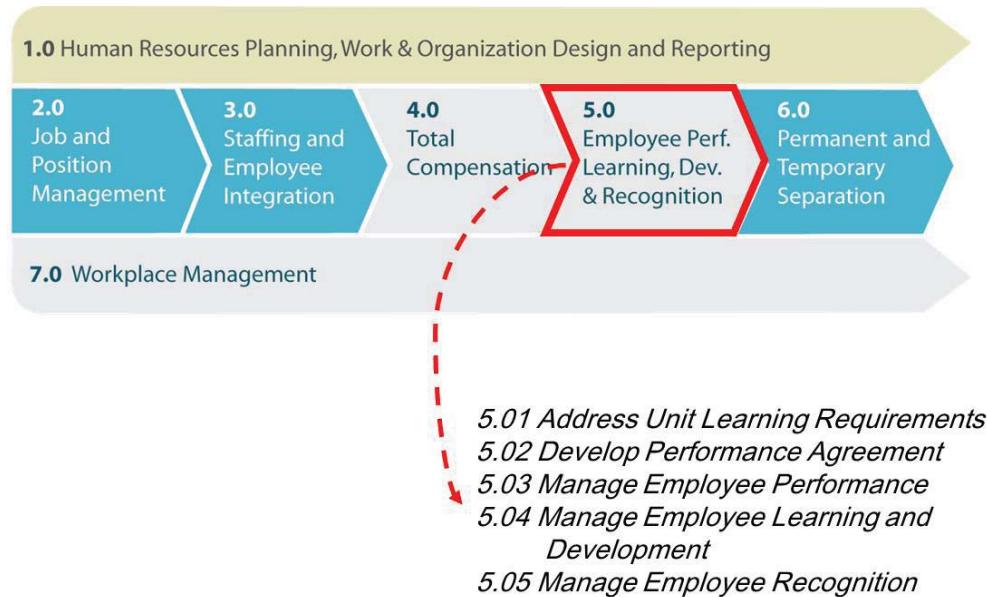 1.0 Human Resources Planning, Work & Organization Design and Reporting
2.0
Job and
Position
Management
3.0
Staffing and
Employee
Integration
4.0
Total
Compensation
5.0
Employee Perf.
Learning, Dev.
& Recognition
6.0
Permanent and
Temporary
Separation
7.0 Workplace Management
5.01 Address Unit Learning Requirements
5.02 Develop Performance Agreement
5.03 Manage Employee Performance
5.04 Manage Employee Learning and
Development
5.05 Manage Employee Recognition